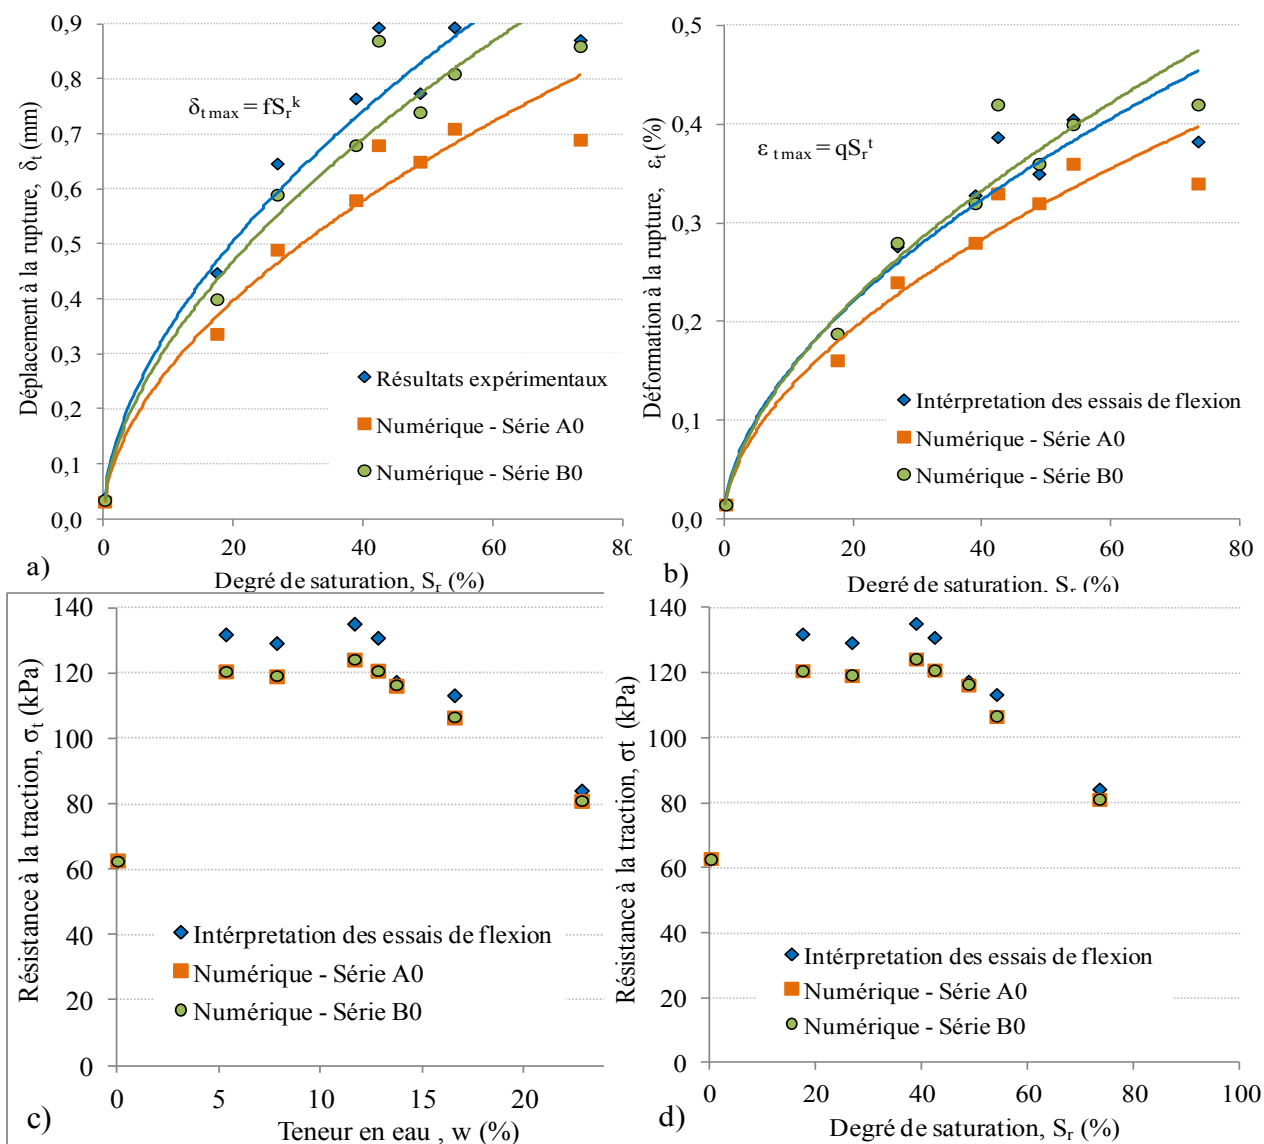 0,9
0,8
0,7
0,6
0,5
0,4
0,3
0,2
0,1
0,0
Déplacement à la rupture, δt (mm)
δt max = fSr^k
Résultats expérimentaux
Numérique - Série A0
Numérique - Série B0
0 20 40 60 80
Degré de saturation, Sr (%)
a)
0,5
0,4
0,3
0,2
0,1
0,0
Déformation à la rupture, εt (%)
εt max = qSr^t
Intérpretation des essais de flexion
Numérique - Série A0
Numérique - Série B0
0 20 40 60 80
Degré de saturation, Sr (%)
b)
140
120
100
80
60
40
20
0
Résistance à la traction, σt (kPa)
Intérpretation des essais de flexion
Numérique - Série A0
Numérique - Série B0
0 5 10 15 20
Teneur en eau , w (%)
c)
140
120
100
80
60
40
20
0
Résistance à la traction, σt (kPa)
Intérpretation des essais de flexion
Numérique - Série A0
Numérique - Série B0
0 20 40 60 80 100
Degré de saturation, Sr (%)
d)